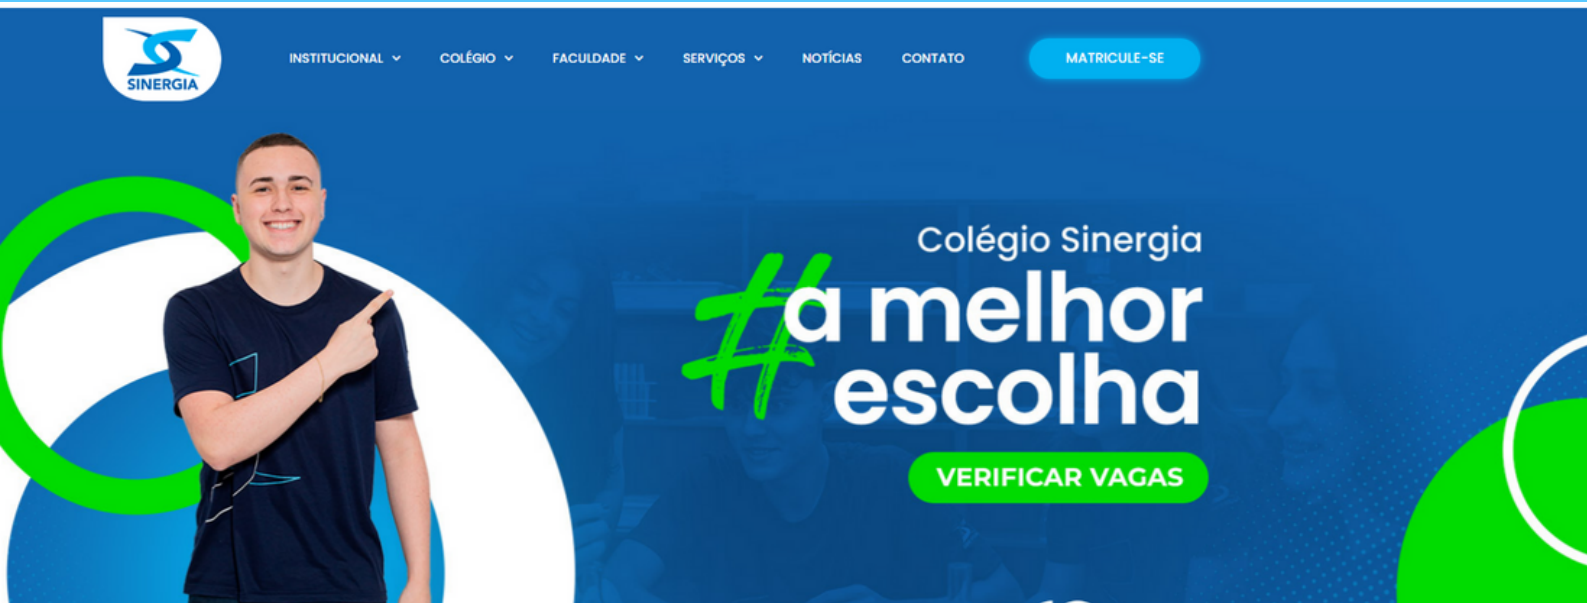 SINERGIA
INSTITUCIONAL
COLÉGIO
FACULDADE
SERVIÇOS
NOTÍCIAS
CONTATO
MATRICULE-SE
Colégio Sinergia
#a melhor
escolha
VERIFICAR VAGAS